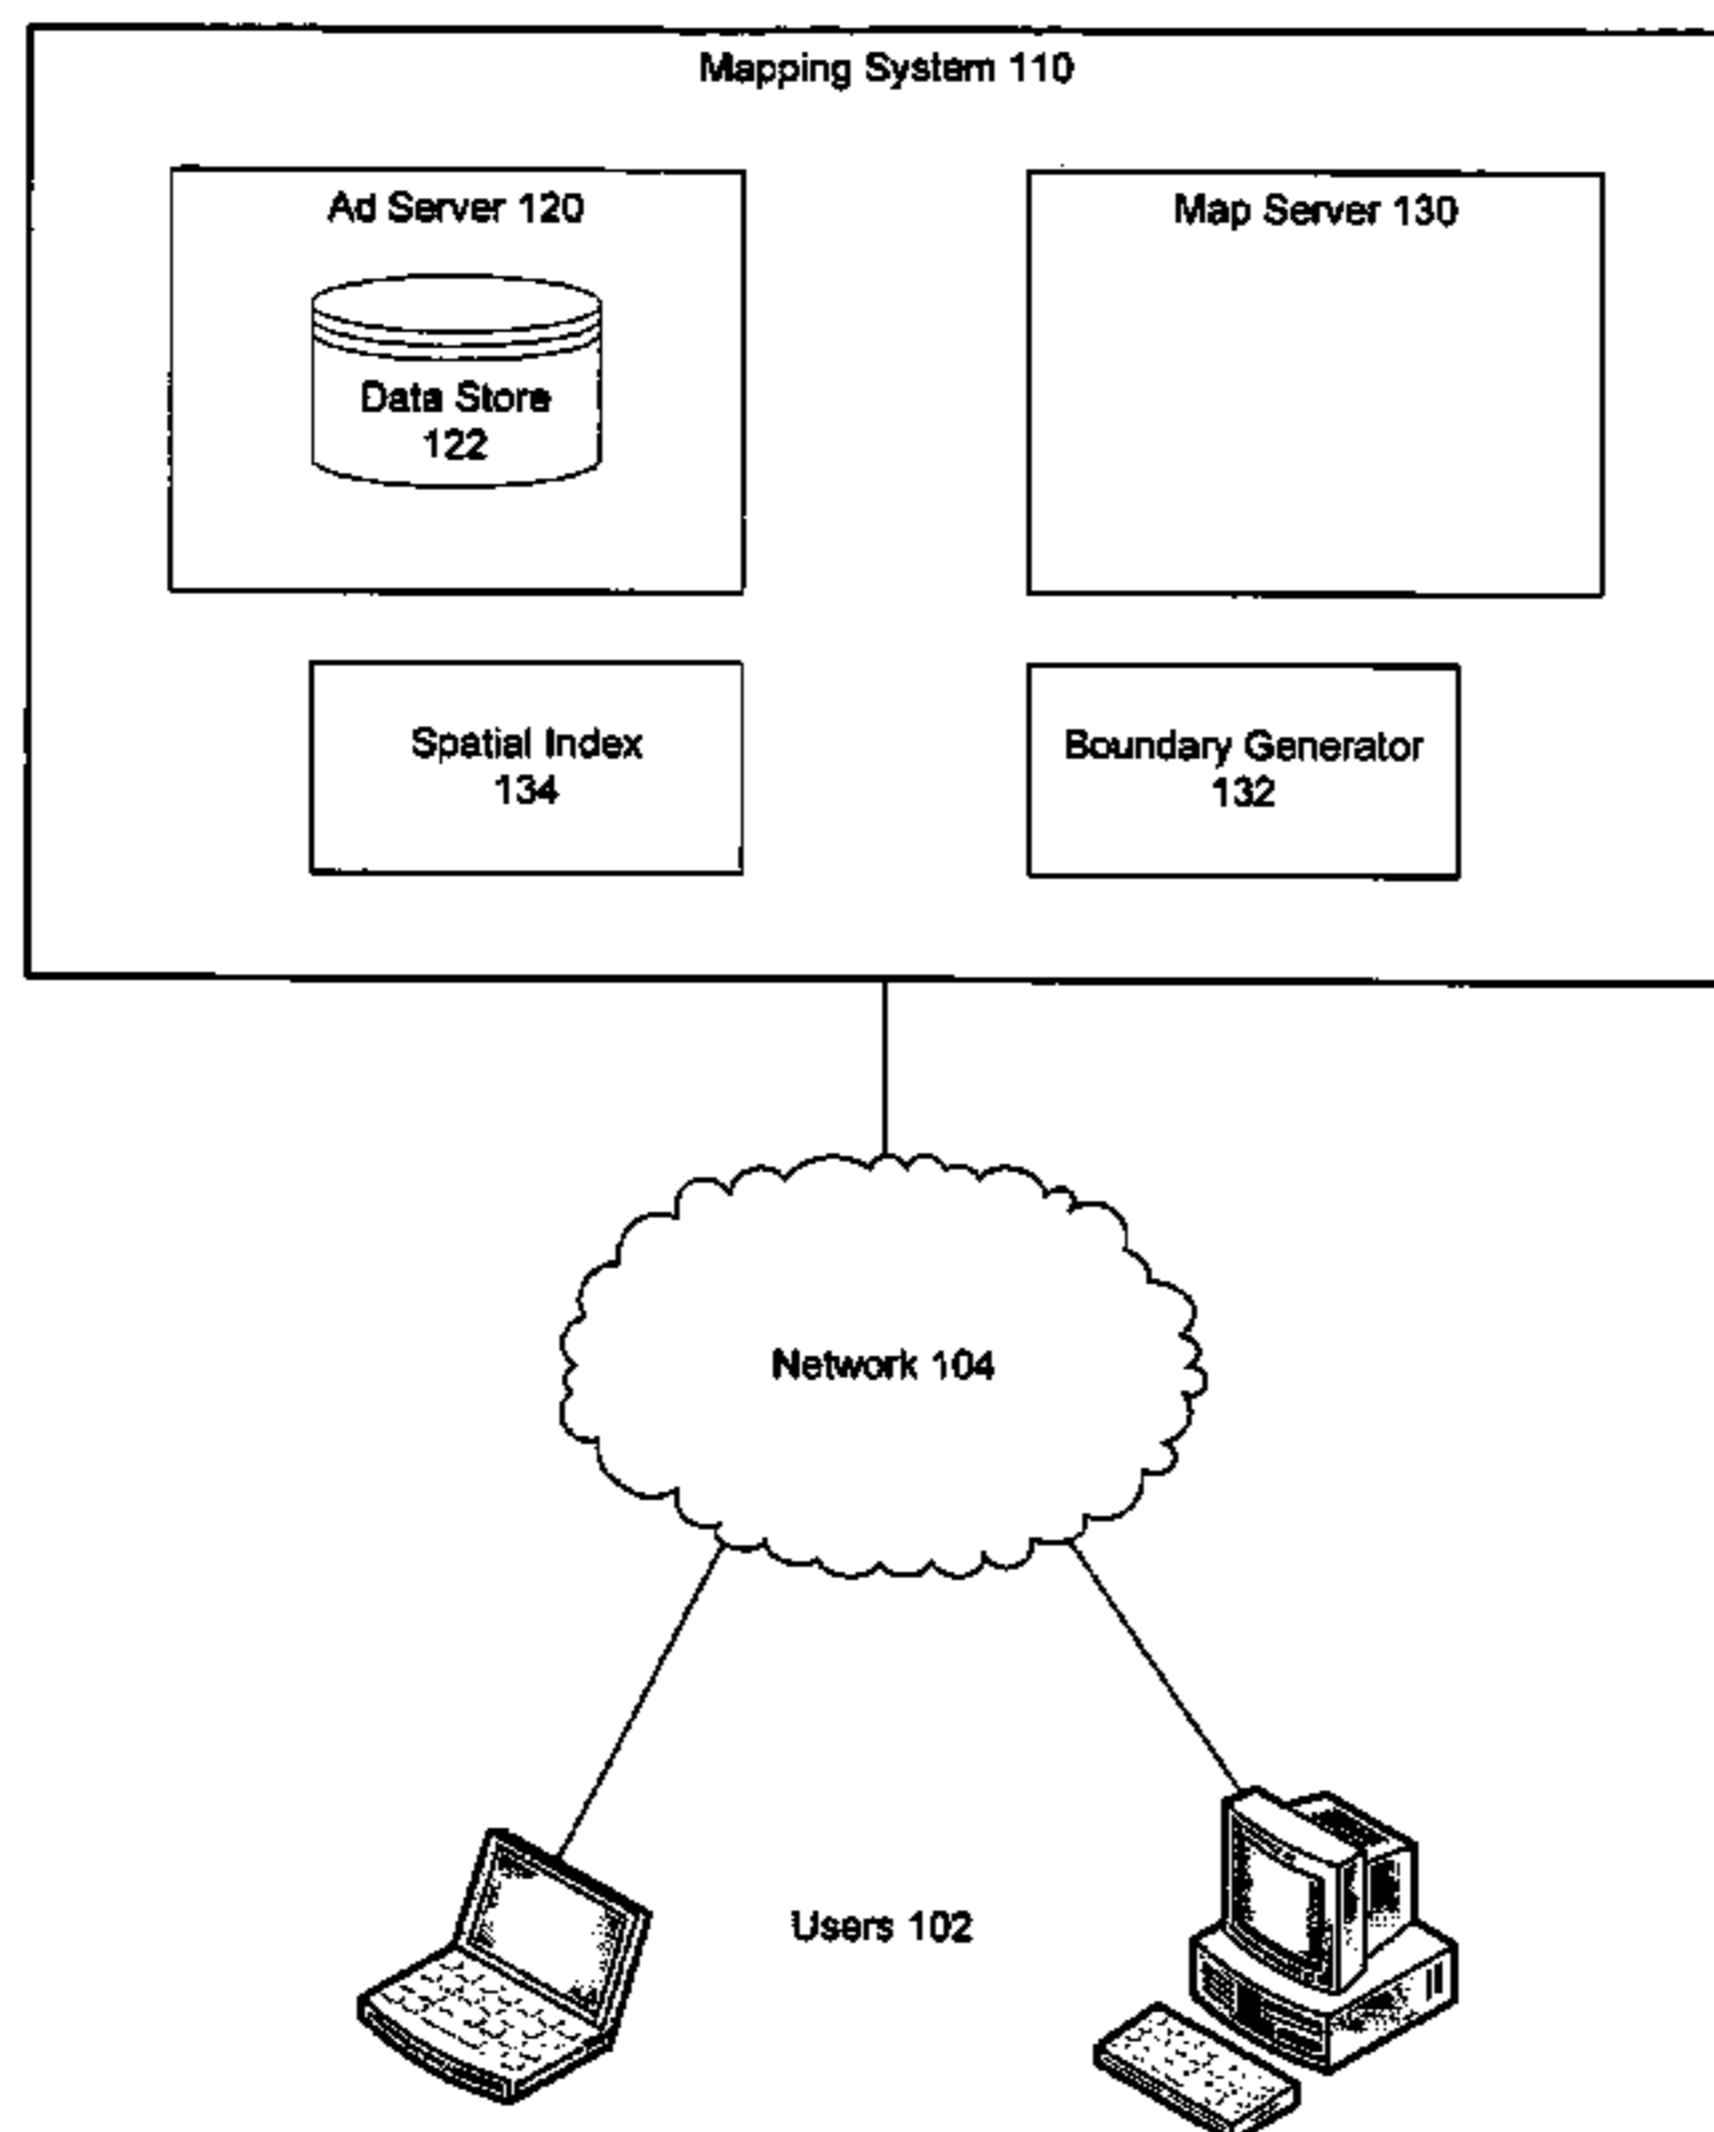 Mapping System 110
Ad Server 120
Map Server 130
Data Store
122
Spatial Index
134
Boundary Generator
132
Network 104
Users 102